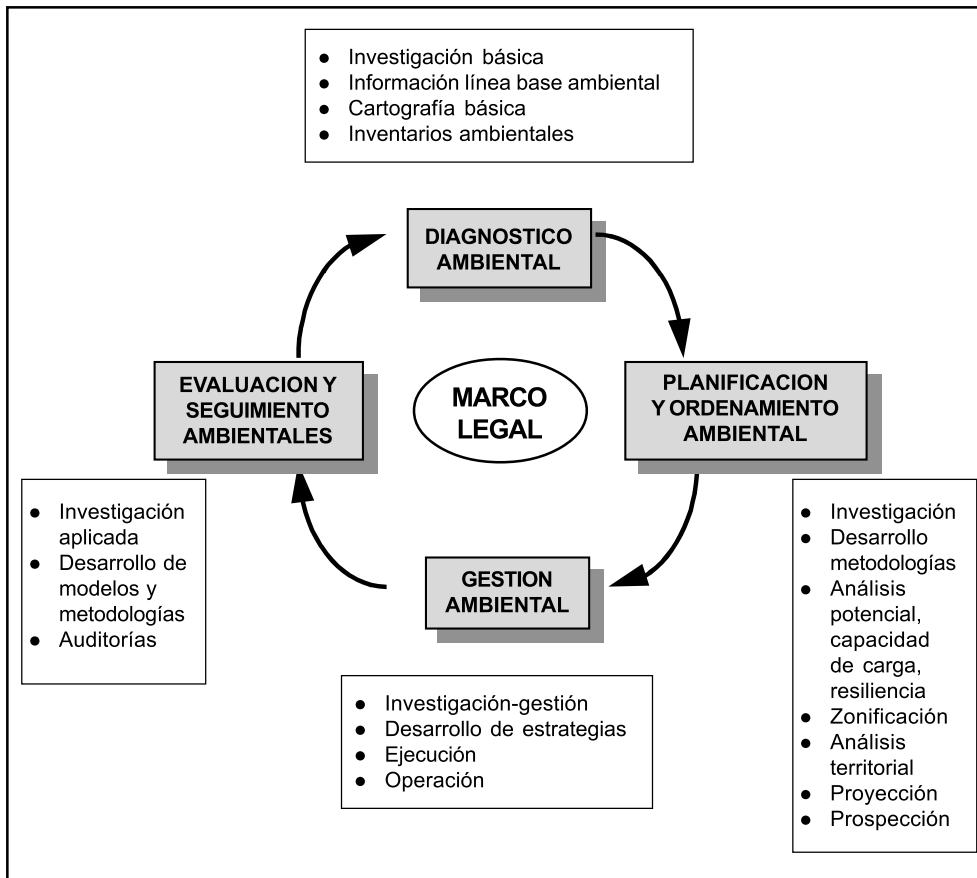 ● Investigación básica
● Información línea base ambiental
● Cartografía básica
● Inventarios ambientales
DIAGNOSTICO
AMBIENTAL
EVALUACION Y
SEGUIMIENTO
AMBIENTALES
MARCO
LEGAL
PLANIFICACION
Y ORDENAMIENTO
AMBIENTAL
● Investigación
aplicada
● Desarrollo de
modelos y
metodologías
● Auditorías
GESTION
AMBIENTAL
● Investigación
● Desarrollo
metodologías
● Análisis
potencial,
capacidad
de carga,
resiliencia
● Zonificación
● Análisis
territorial
● Proyección
● Prospección
● Investigación-gestión
● Desarrollo de estrategias
● Ejecución
● Operación